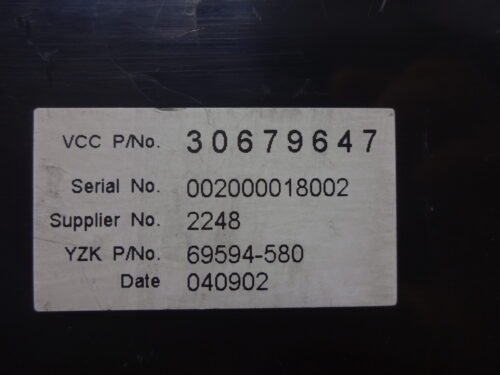 VCC P/No. 30679647
Serial No. 002000018002
Supplier No. 2248
YZK P/No. 69594-580
Date 040902